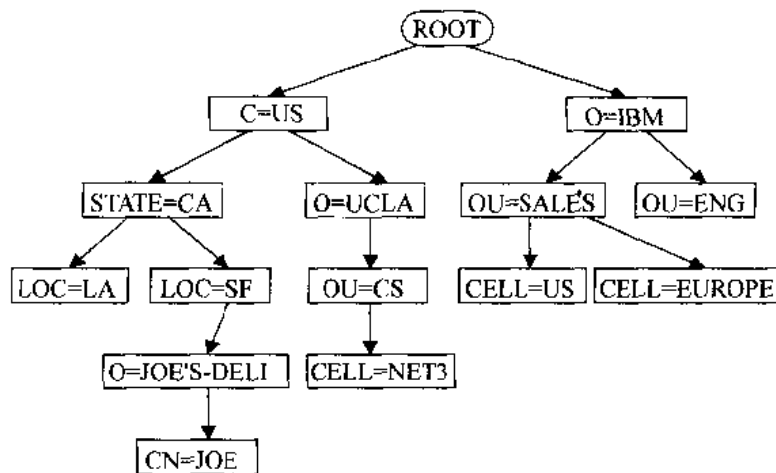 ROOT
C=US
O=IBM
STATE=CA
O=UCLA
OU=SALES
OU=ENG
LOC=LA
LOC=SF
OU=CS
CELL=US
CELL=EUROPE
O=JOE'S-DELI
CELL=NET3
CN=JOE